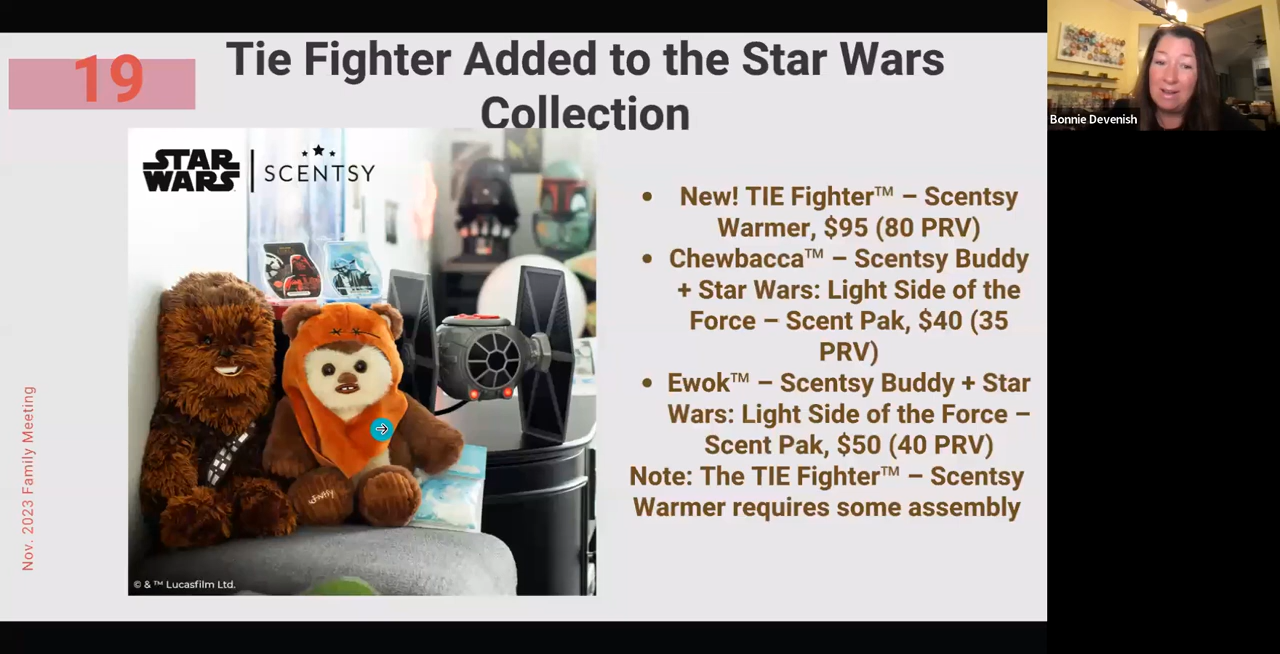 19
Tie Fighter Added to the Star Wars
Collection
STAR
WARS
SCENTSY
New! TIE Fighter™ – Scentsy
Warmer, $95 (80 PRV)
Chewbacca™ – Scentsy Buddy
+ Star Wars: Light Side of the
Force – Scent Pak, $40 (35
PRV)
Ewok™ – Scentsy Buddy + Star
Wars: Light Side of the Force –
Scent Pak, $50 (40 PRV)
Note: The TIE Fighter™ – Scentsy
Warmer requires some assembly
Nov. 2023 Family Meeting
Scentsy
© & ™ Lucasfilm Ltd.
Bonnie Devenish